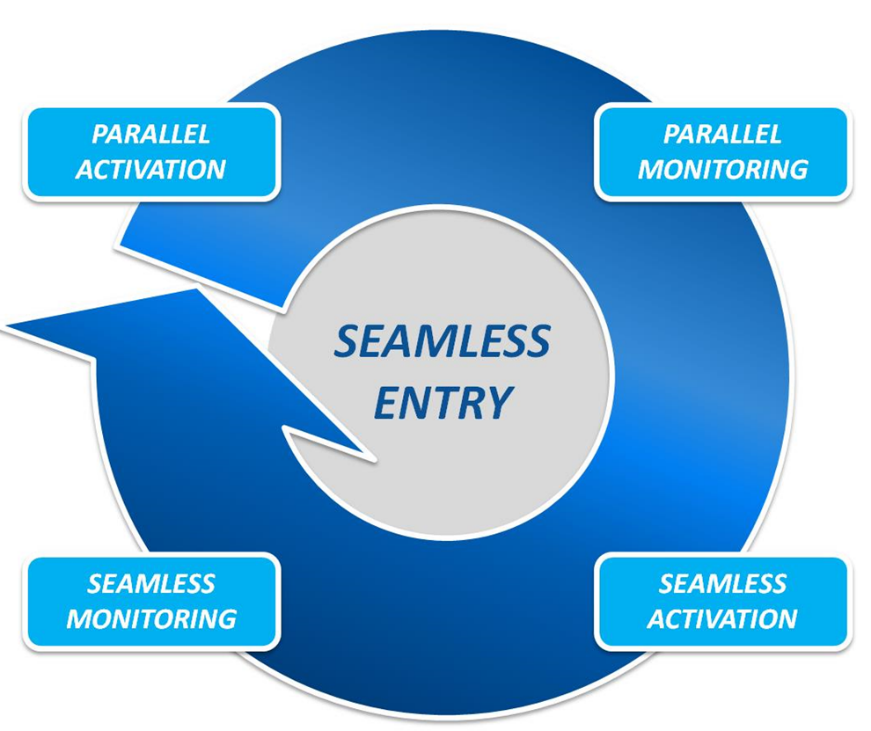 PARALLEL
ACTIVATION
PARALLEL
MONITORING
SEAMLESS
ENTRY
SEAMLESS
MONITORING
SEAMLESS
ACTIVATION